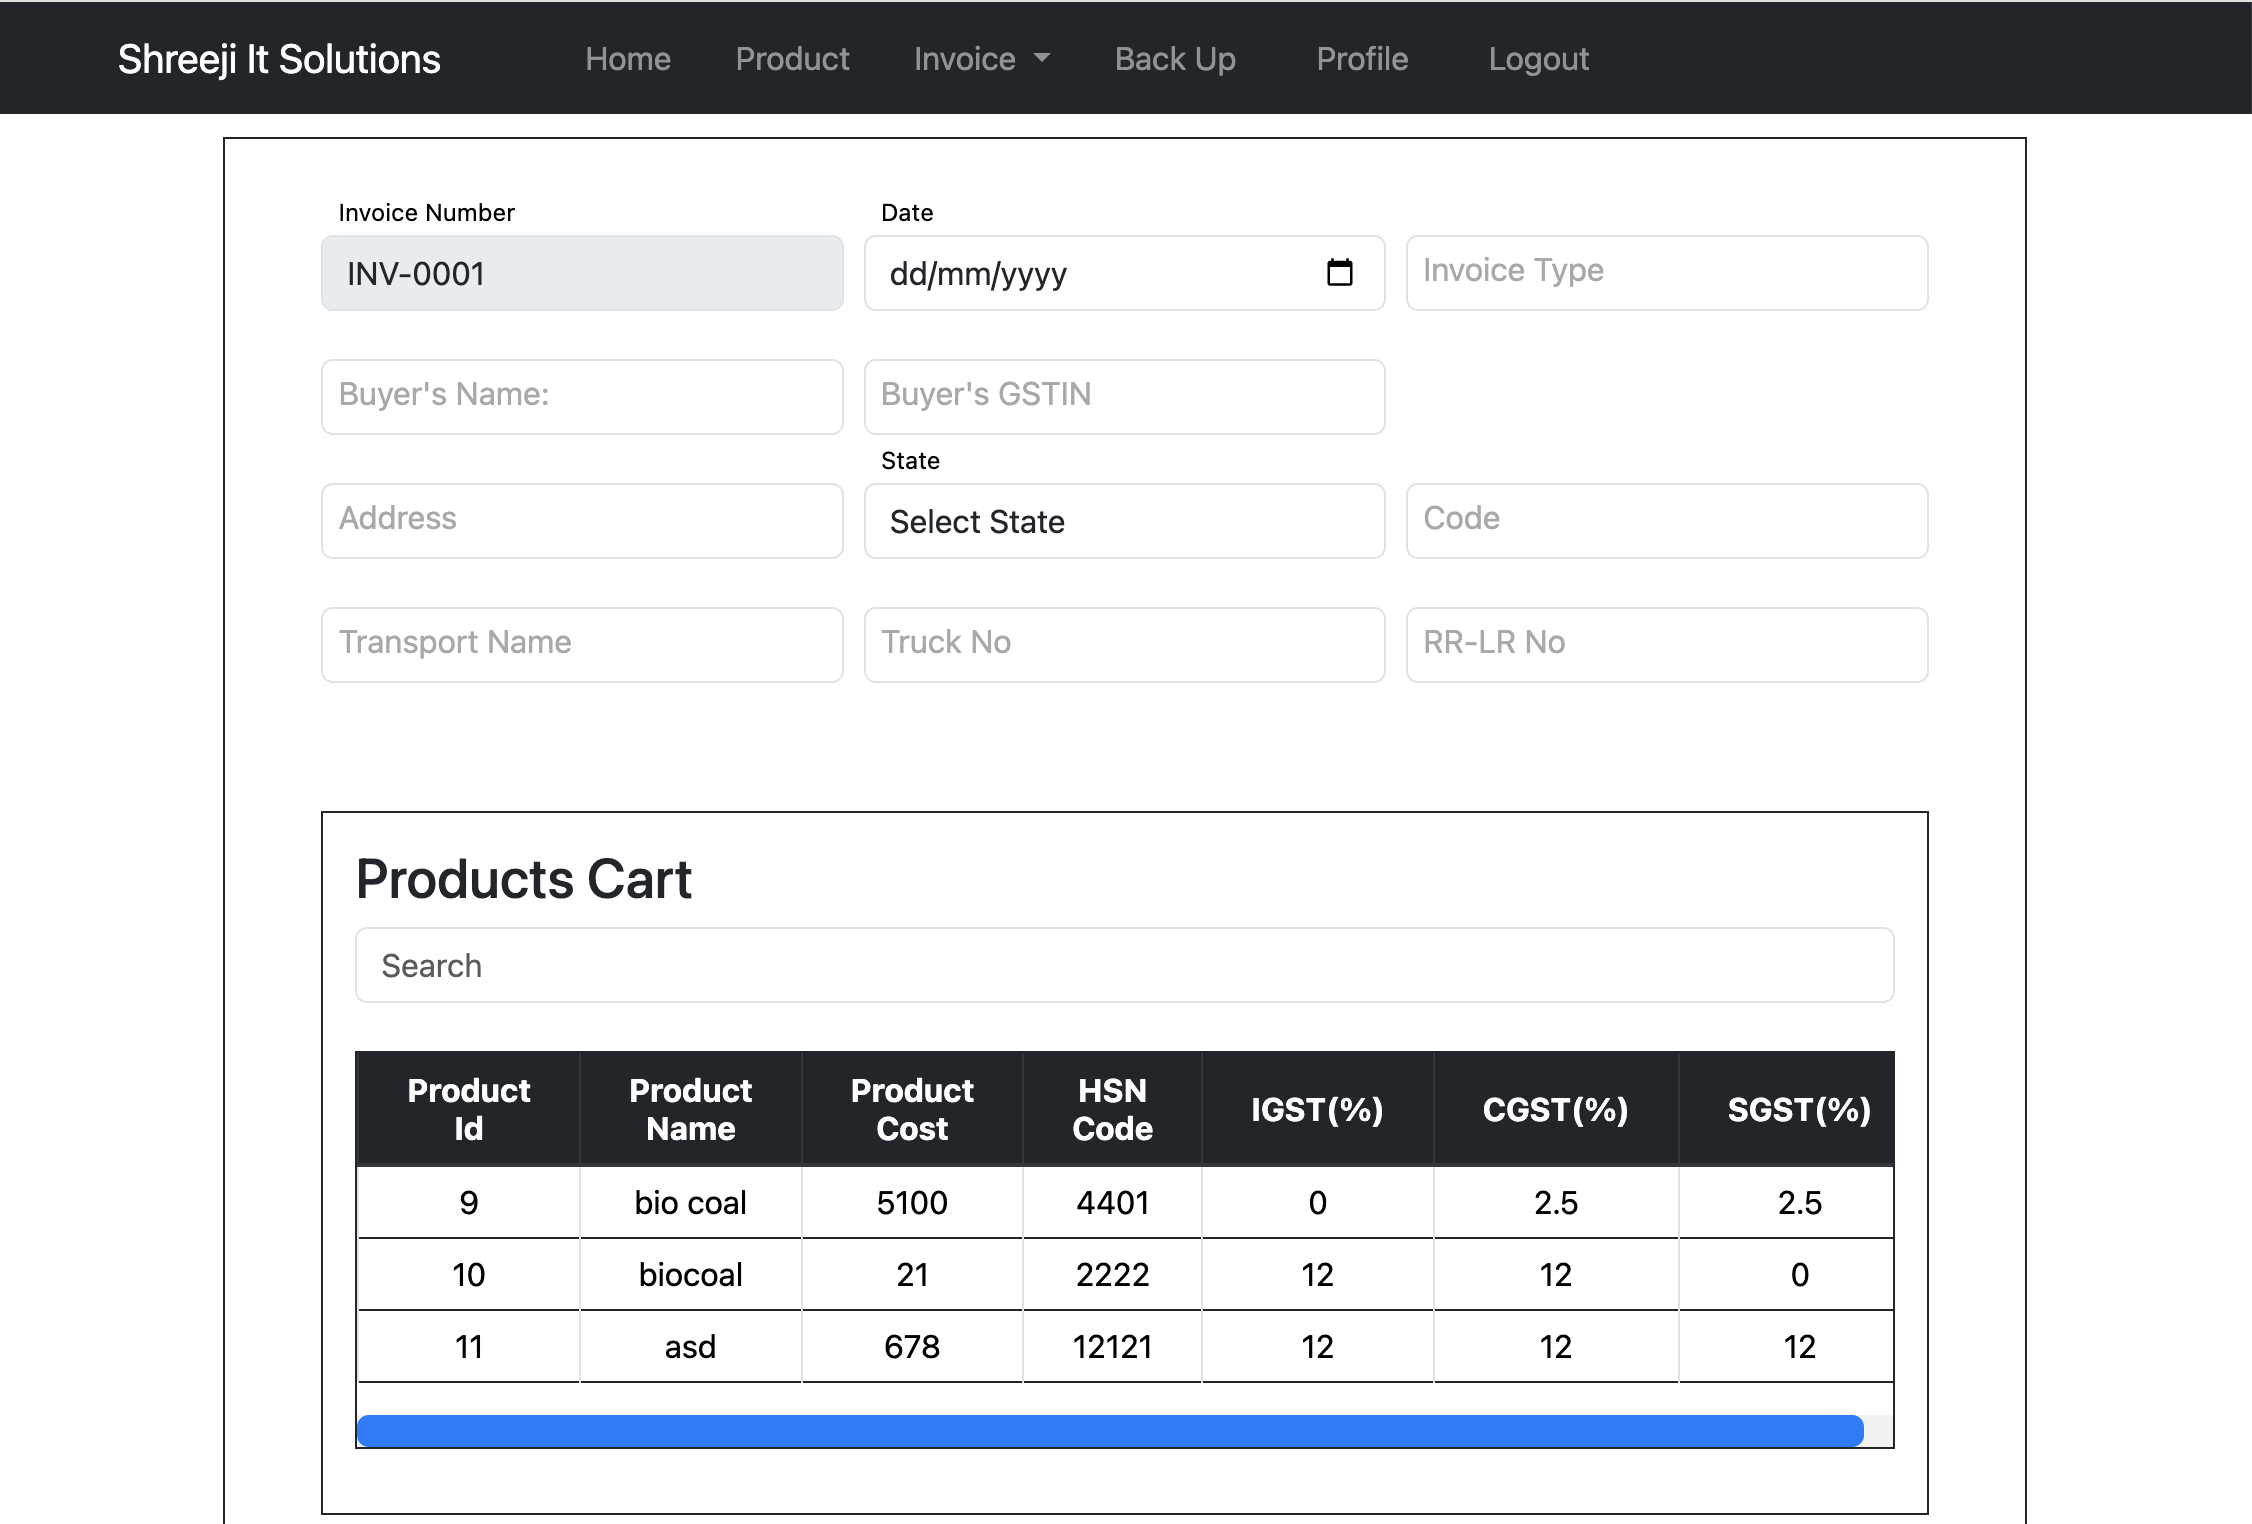 Shreeji It Solutions Home Product Invoice Back Up Profile Logout
Invoice Number Date
INV-0001 dd/mm/yyyy Invoice Type
Buyer's Name: Buyer's GSTIN
State
Address Select State Code
Transport Name Truck No RR-LR No
Products Cart
Search
Product Id Product Name Product Cost HSN Code IGST(%) CGST(%) SGST(%)
9 bio coal 5100 4401 0 2.5 2.5
10 biocoal 21 2222 12 12 0
11 asd 678 12121 12 12 12